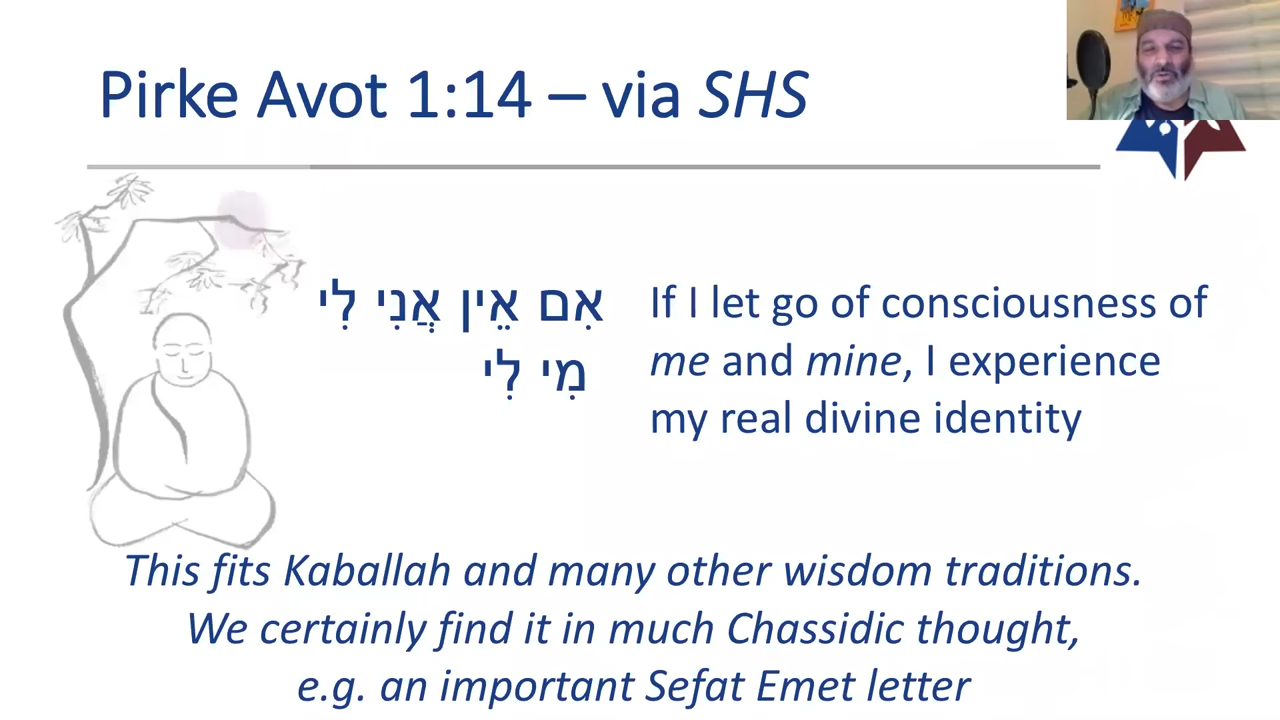 Pirke Avot 1:14 – via SHS
אִם אֵין אֲנִי לִי
מִי לִי
If I let go of consciousness of
me and mine, I experience
my real divine identity
This fits Kaballah and many other wisdom traditions.
We certainly find it in much Chassidic thought,
e.g. an important Sefat Emet letter